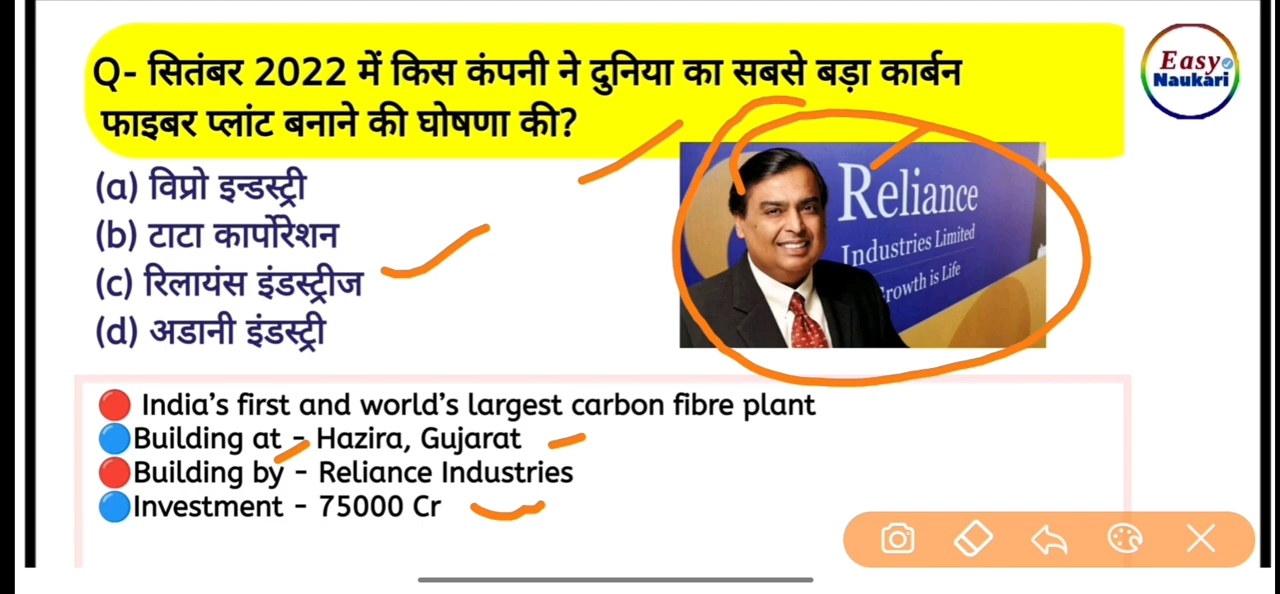 Q- सितंबर 2022 में किस कंपनी ने दुनिया का सबसे बड़ा कार्बन
फाइबर प्लांट बनाने की घोषणा की?
Easy
Naukari
(a) विप्रो इन्डस्ट्री
(b) टाटा कार्पोरेशन
(c) रिलायंस इंडस्ट्रीज
(d) अडानी इंडस्ट्री
Reliance
Industries Limited
Growth is Life
India's first and world's largest carbon fibre plant
Building at - Hazira, Gujarat
Building by - Reliance Industries
Investment - 75000 Cr